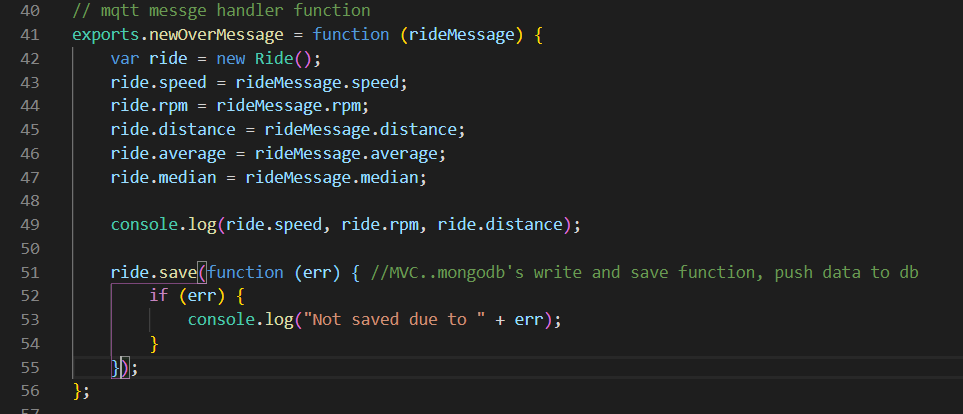 40 // mqtt messge handler function
41 exports.newOverMessage = function (rideMessage) {
42 var ride = new Ride();
43 ride.speed = rideMessage.speed;
44 ride.rpm = rideMessage.rpm;
45 ride.distance = rideMessage.distance;
46 ride.average = rideMessage.average;
47 ride.median = rideMessage.median;
48
49 console.log(ride.speed, ride.rpm, ride.distance);
50
51 ride.save(function (err) { //MVC..mongodb's write and save function, push data to db
52 if (err) {
53 console.log("Not saved due to " + err);
54 }
55 });
56 };
57